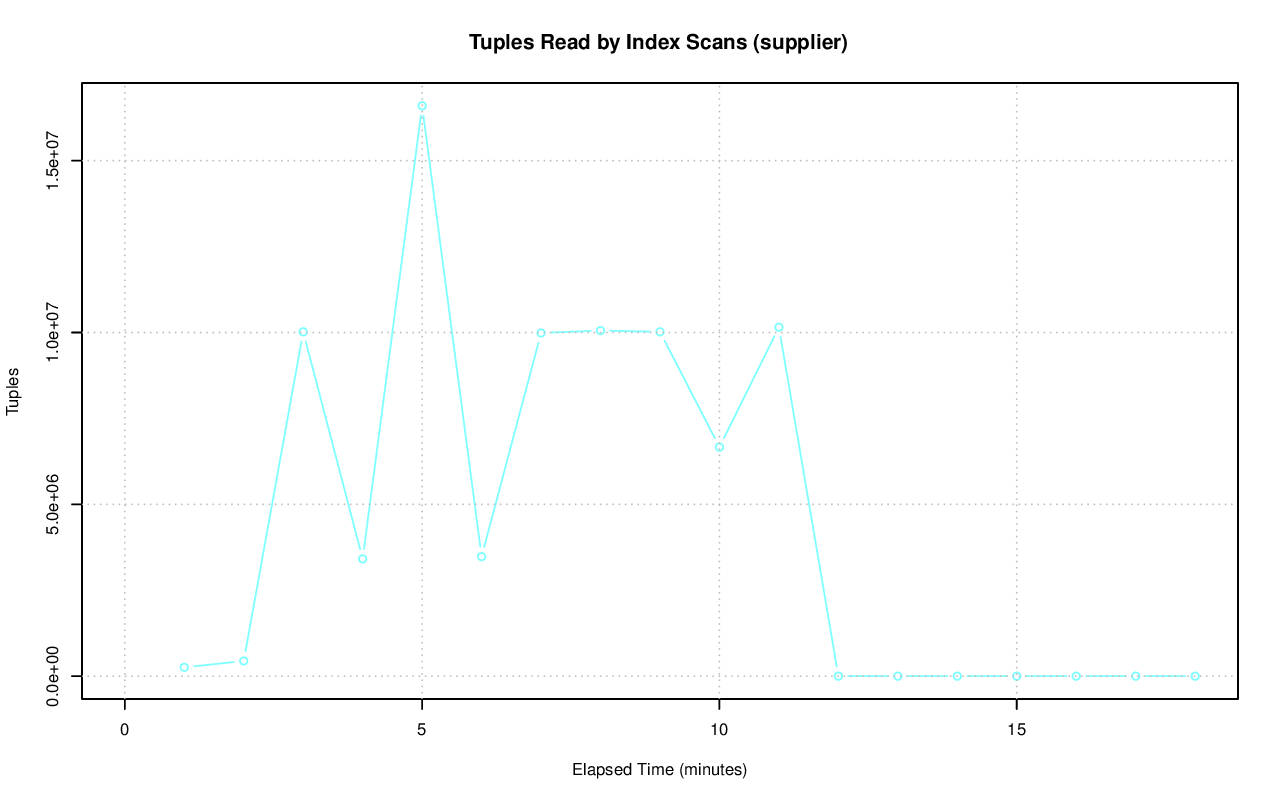 Tuples Read by Index Scans (supplier)
Tuples
1.5e+07
1.0e+07
5.0e+06
0.0e+00
0 5 10 15
Elapsed Time (minutes)